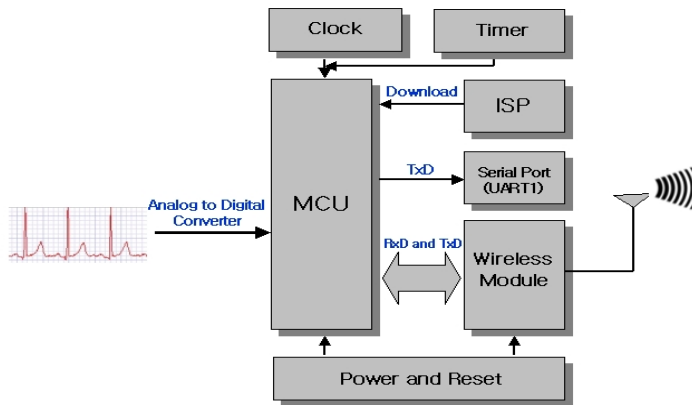 Clock
Timer
Download
ISP
TxD
Serial Port
(UART1)
Analog to Digital
Converter
MCU
RxD and TxD
Wireless
Module
Power and Reset